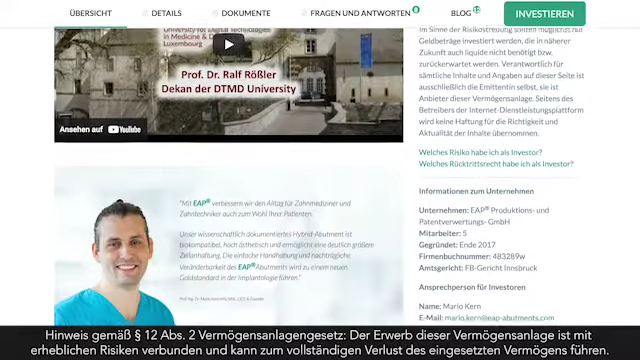 ÜBERSICHT
DETAILS
DOKUMENTE
FRAGEN UND ANTWORTEN
BLOG
INVESTIEREN
University for Digital Technologies
in Medicine & D
Luxembourg
Prof. Dr. Ralf Rößler
Dekan der DTMD University
Ansehen auf YouTube
im Sinne der Risikostreuung sollten möglichst nur
Geldbeträge investiert werden, die in näherer
Zukunft auch liquide nicht benötigt bzw.
zurückerwartet werden. Verantwortlich für
sämtliche Inhalte und Angaben auf dieser Seite ist
ausschließlich die Emittentin selbst, sie ist
Anbieter dieser Vermögensanlage. Seitens des
Betreibers der Internet-Dienstleistungsplattform
wird keine Haftung für die Richtigkeit und
Aktualität der Inhalte übernommen.
Welches Risiko habe ich als Investor?
Welches Rücktrittsrecht habe ich als Investor?
"Mit EAP® verbessern wir den Alltag für Zahnmediziner und
Zahntechniker auch zum Wohl Ihrer Patienten.
Unser wissenschaftlich dokumentiertes Hybrid-Abutment ist
biokompatibel, hoch ästhetisch und ermöglicht eine deutlich größere
Zellanhaftung. Die einfache Handhabung und nachträgliche
Veränderbarkeit des EAP® Abutments wird zu einem neuen
Goldstandard in der Implantologie führen."
Informationen zum Unternehmen
Unternehmen: EAP® Produktions- und
Patentverwertungs- GmbH
Mitarbeiter: 5
Gegründet: Ende 2017
Firmenbuchnummer: 483289w
Amtsgericht: FB-Gericht Innsbruck
Ansprechperson für Investoren
Name: Mario Kern
E-Mail: mario.kern@eap-abutments.com
Hinweis gemäß § 12 Abs. 2 Vermögensanlagengesetz: Der Erwerb dieser Vermögensanlage ist mit
erheblichen Risiken verbunden und kann zum vollständigen Verlust des eingesetzten Vermögens führen.